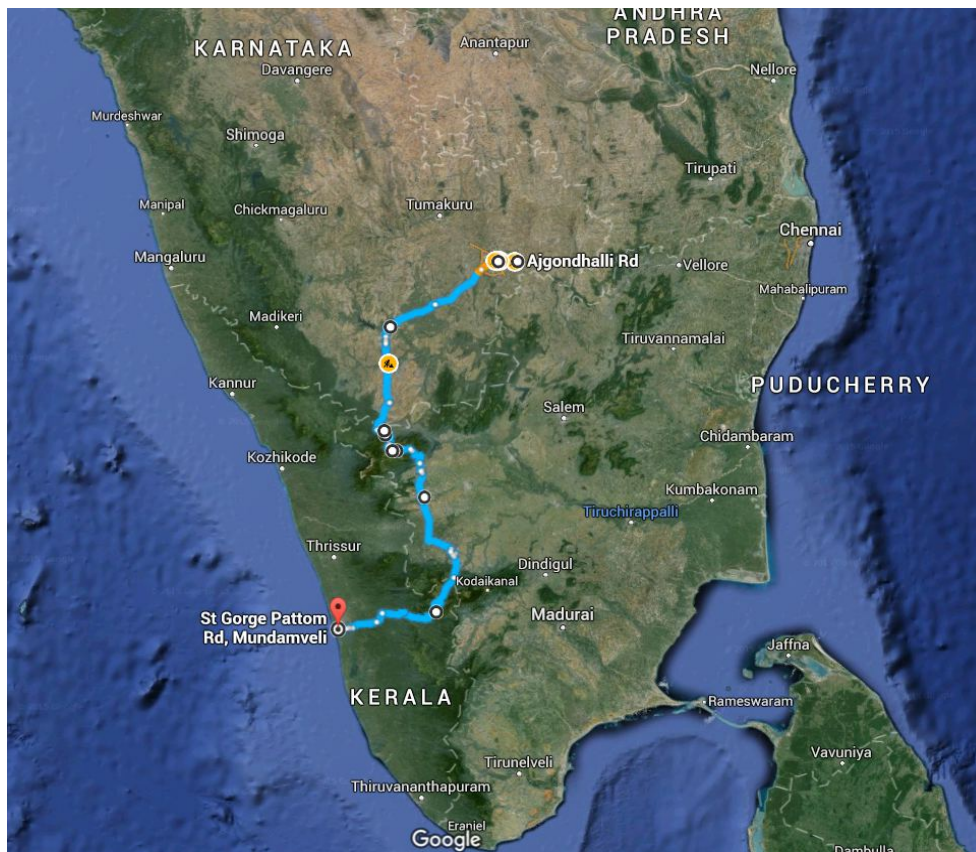 ANDHRA
PRADESH
KARNATAKA
Anantapur
Davangere
Nellore
Murdeshwar
Shimoga
Tirupati
Manipal
Chickmagaluru
Tumakuru
Chennai
Mangaluru
Ajgondhalli Rd
Vellore
Mahabalipuram
Madikeri
Tiruvannamalai
Kannur
PUDUCHERRY
Salem
Chidambaram
Kozhikode
Kumbakonam
Tiruchirappalli
Thrissur
Dindigul
Kodaikanal
St Gorge Pattom
Rd, Mundamveli
Madurai
Jaffna
KERALA
Rameswaram
Vavuniya
Tirunelveli
Thiruvananthapuram
Eraniel
Google
Dambulla